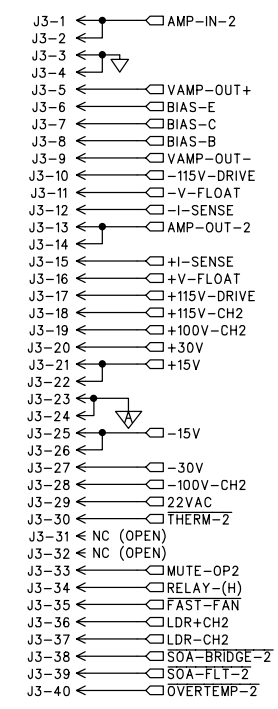 J3-1 AMP-IN-2
J3-2
J3-3
J3-4
J3-5 VAMP-OUT+
J3-6 BIAS-E
J3-7 BIAS-C
J3-8 BIAS-B
J3-9 VAMP-OUT-
J3-10 -115V-DRIVE
J3-11 -V-FLOAT
J3-12 -I-SENSE
J3-13 AMP-OUT-2
J3-14
J3-15 +I-SENSE
J3-16 +V-FLOAT
J3-17 +115V-DRIVE
J3-18 +115V-CH2
J3-19 +100V-CH2
J3-20 +30V
J3-21 +15V
J3-22
J3-23
J3-24 A
J3-25 -15V
J3-26
J3-27 -30V
J3-28 -100V-CH2
J3-29 22VAC
J3-30 THERM-2
J3-31 NC (OPEN)
J3-32 NC (OPEN)
J3-33 MUTE-OP2
J3-34 RELAY-(H)
J3-35 FAST-FAN
J3-36 LDR+CH2
J3-37 LDR-CH2
J3-38 SOA-BRIDGE-2
J3-39 SOA-FLT-2
J3-40 OVERTEMP-2